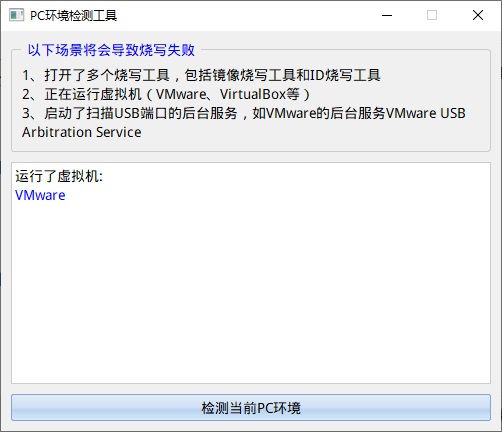 PC环境检测工具
以下场景将会导致烧写失败
1、打开了多个烧写工具，包括镜像烧写工具和ID烧写工具
2、正在运行虚拟机（VMware、VirtualBox等）
3、启动了扫描USB端口的后台服务，如VMware的后台服务VMware USB
Arbitration Service
运行了虚拟机:
VMware
检测当前PC环境